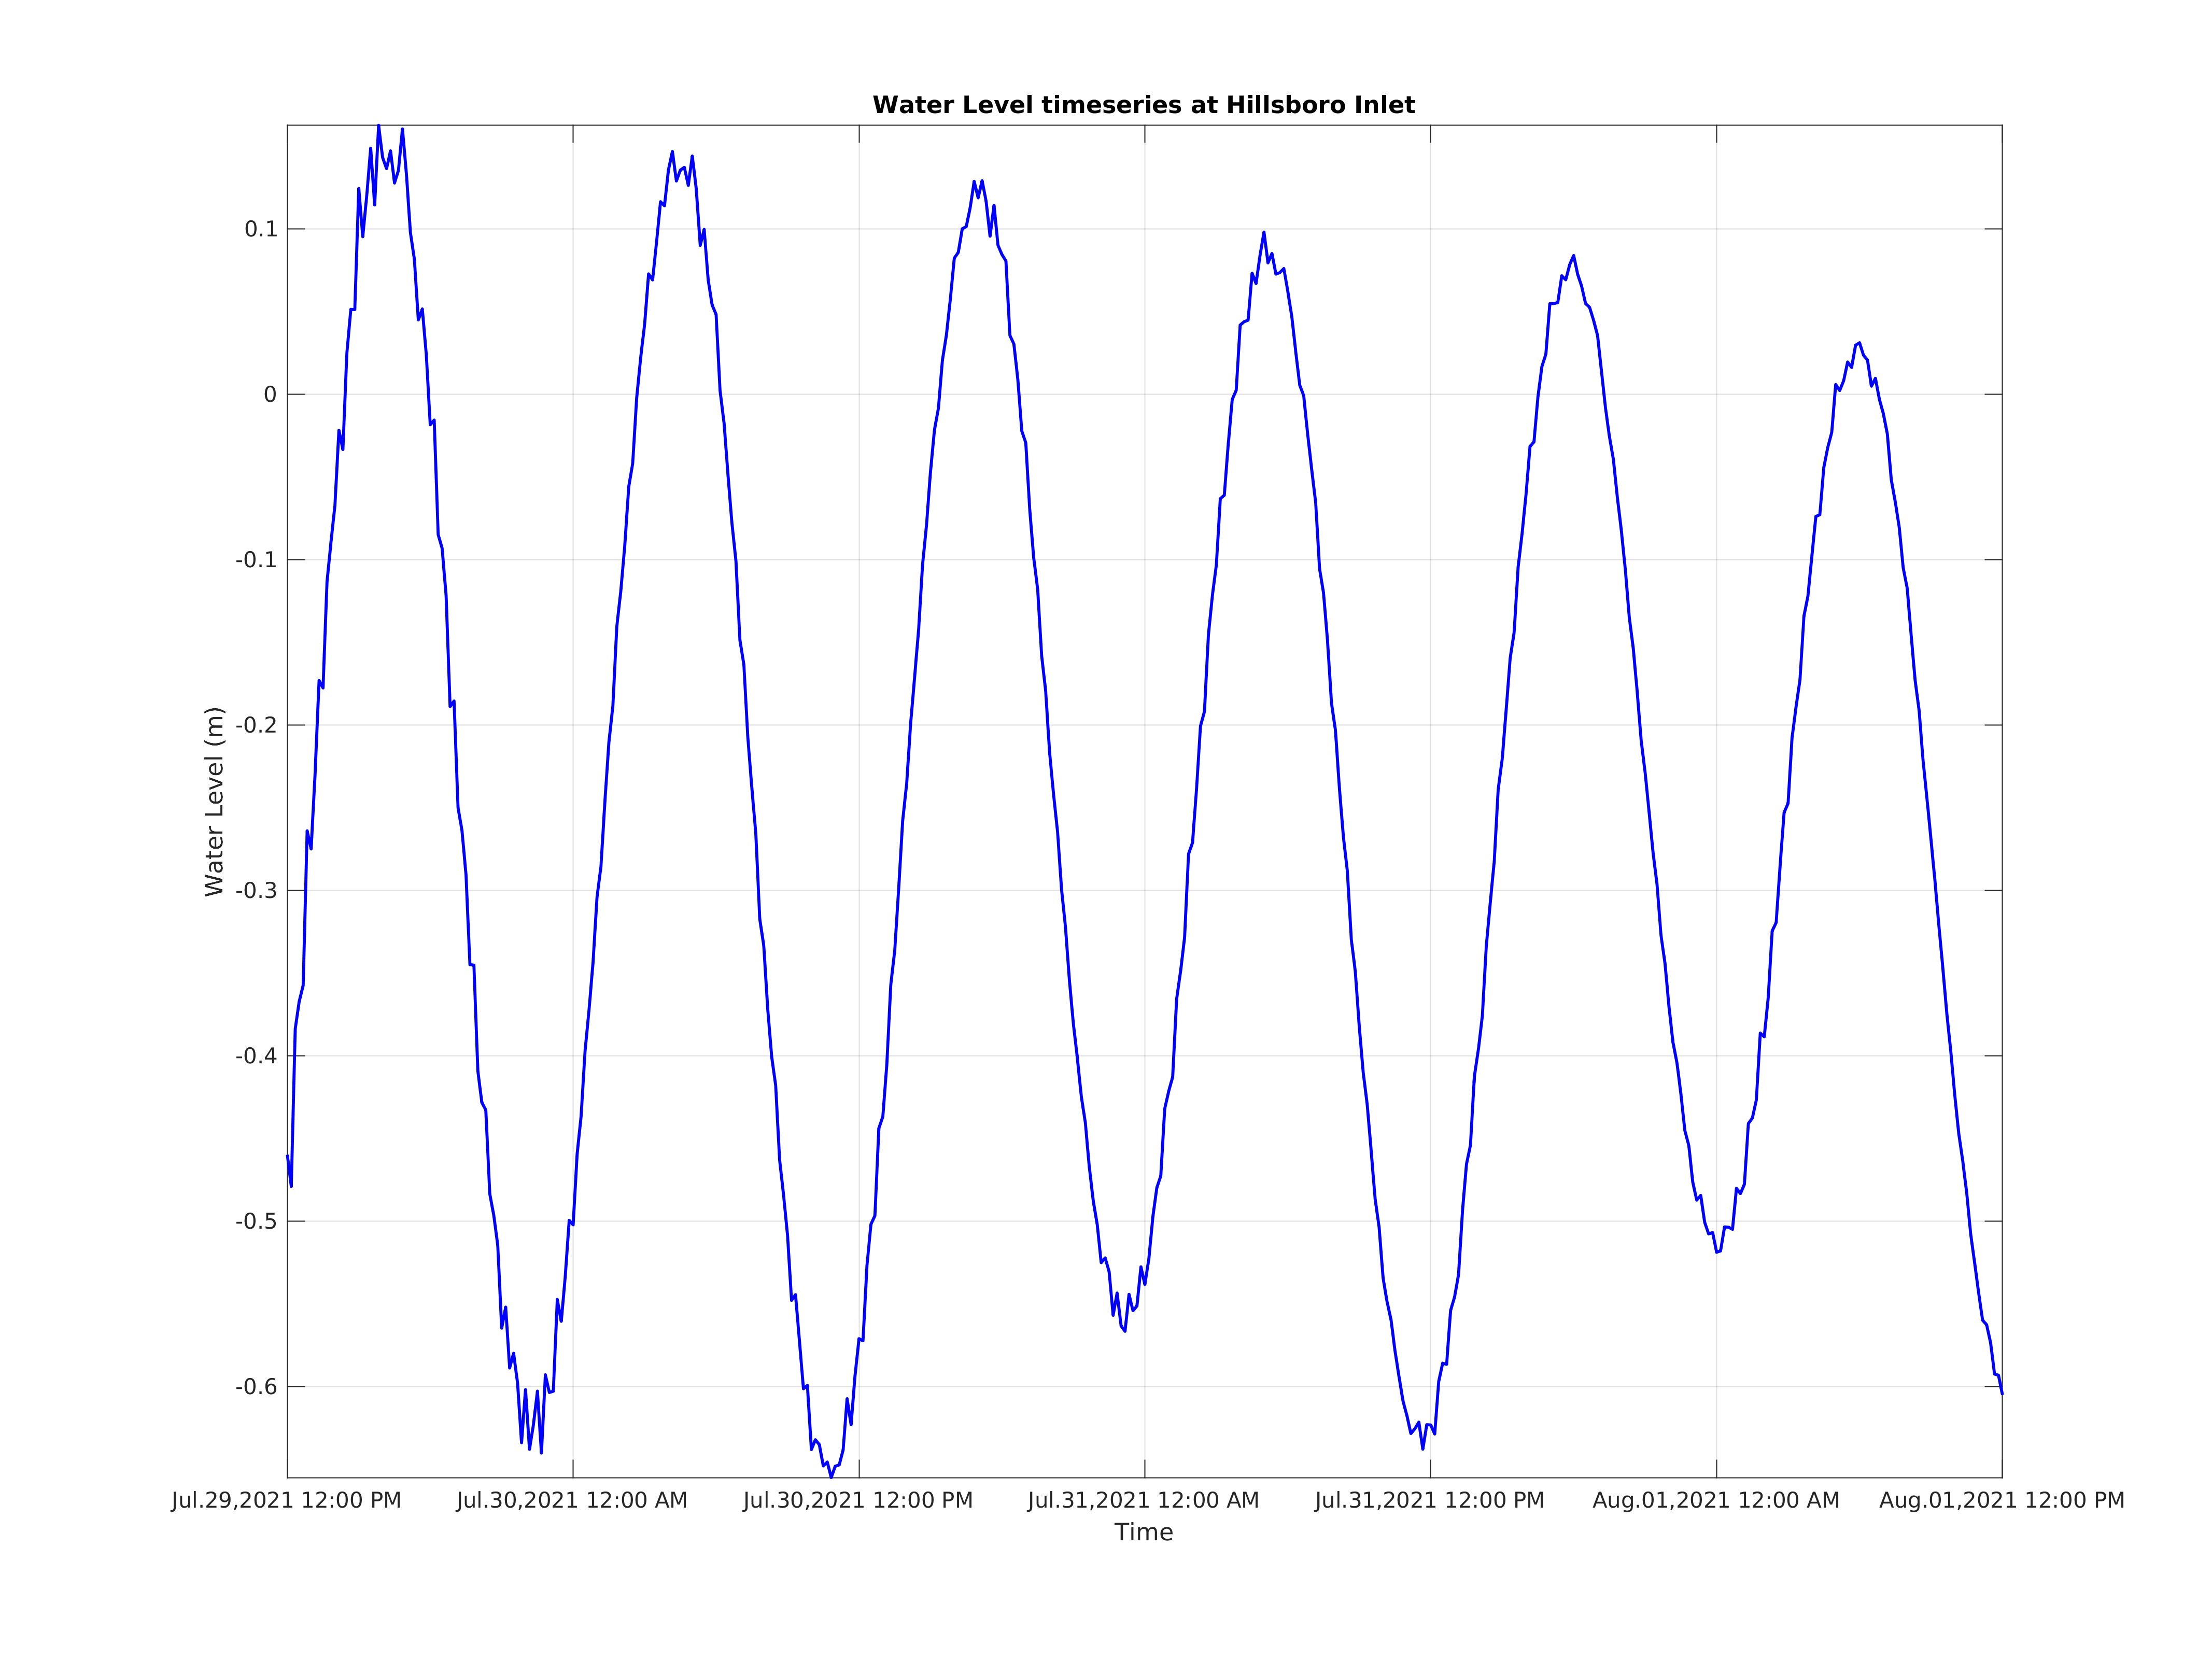 Water Level timeseries at Hillsboro Inlet
0.1
0
-0.1
-0.2
-0.3
-0.4
-0.5
-0.6
Water Level (m)
Jul.29,2021 12:00 PM
Jul.30,2021 12:00 AM
Jul.30,2021 12:00 PM
Jul.31,2021 12:00 AM
Jul.31,2021 12:00 PM
Aug.01,2021 12:00 AM
Aug.01,2021 12:00 PM
Time